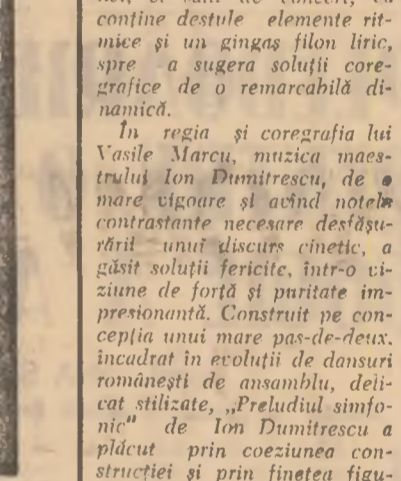 de concert, cu
conține destule elemente rit-
mice și un gingaș filon liric,
spre a sugera soluții core-
grafice de o remarcabilă di-
namică.
În regia și coregrafia lui
Vasile Marcu, muzica maes-
trului Ion Dumitrescu, de o
mare vigoare și avînd notele
contrastante necesare desfășu-
rării unui discurs cinetic, a
găsit soluții fericite, într-o vi-
ziune de forță și puritate im-
presionantă. Construit pe con-
cepția unui mare pas-de-deux,
încadrat în evoluții de dansuri
românești de ansamblu, deli-
cat stilizate, „Preludiul simfo-
nic" de Ion Dumitrescu a
plăcut prin coeziunea con-
strucției și prin finețea figu-